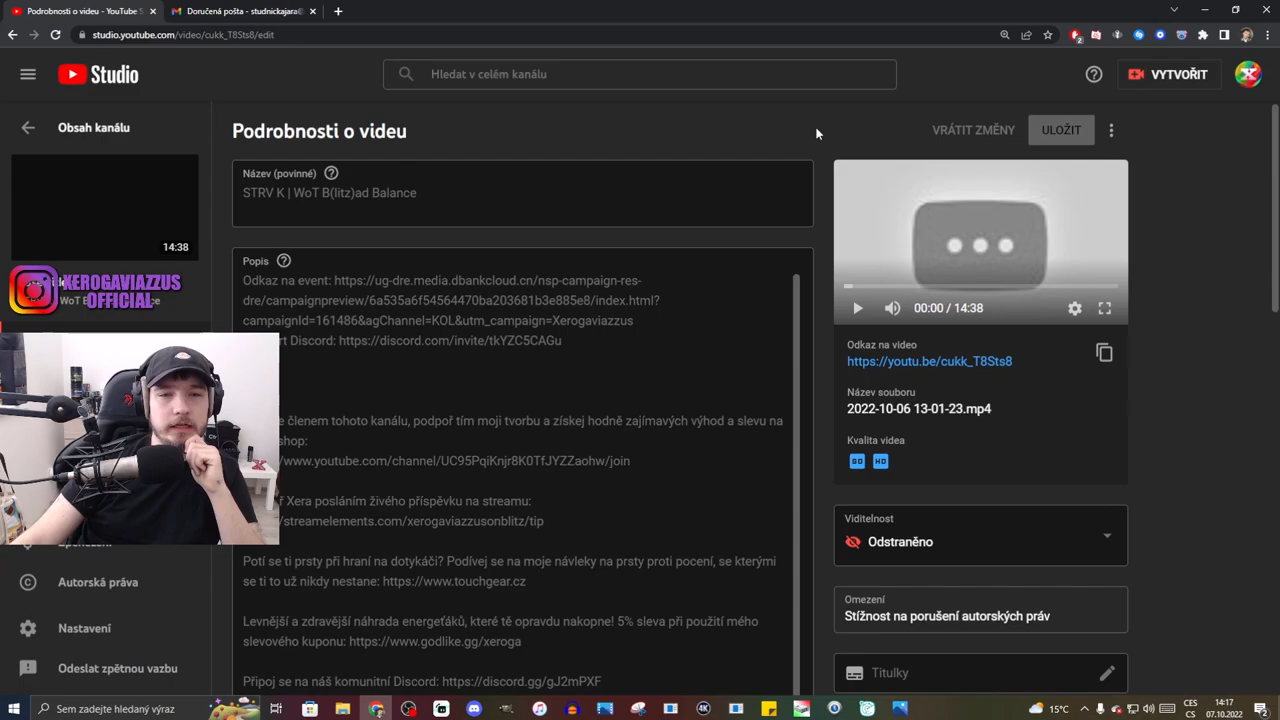 Podrobnosti o videu - YouTube S
Doručená pošta - studnickajara@
studio.youtube.com/video/cukk_T8Sts8/edit
2
Studio
Hledat v celém kanálu
VYTVOŘIT
Obsah kanálu
Podrobnosti o videu
VRÁTIT ZMĚNY
ULOŽIT
Název (povinné)
STRV K | WoT B(litz)ad Balance
14:38
Popis
Odkaz na event: https://ug-dre.media.dbankcloud.cn/nsp-campaign-res-
dre/campaignpreview/6a535a6f54564470ba203681b3e885e8/index.html?
campaignId=161486&agChannel=KOL&utm_campaign=Xerogaviazzus
rt Discord: https://discord.com/invite/tkYZC5CAGu
00:00 / 14:38
XEROGAVIAZZUS
OFFICIAL
Odkaz na video
https://youtu.be/cukk_T8Sts8
Název souboru
2022-10-06 13-01-23.mp4
Kvalita videa
SD HD
e členem tohoto kanálu, podpoř tím moji tvorbu a získej hodně zajímavých výhod a slevu na
shop:
/www.youtube.com/channel/UC95PqiKnjr8K0TfJYZZaohw/join
ř Xera posláním živého příspěvku na streamu:
/streamelements.com/xerogaviazzusonblitz/tip
Viditelnost
Odstraněno
Potí se ti prsty při hraní na dotykáči? Podívej se na moje návleky na prsty proti pocení, se kterými
se ti to už nikdy nestane: https://www.touchgear.cz
Autorská práva
Omezení
Stížnost na porušení autorských práv
Levnější a zdravější náhrada energeťáků, které tě opravdu nakopne! 5% sleva při použití mého
slevového kuponu: https://www.godlike.gg/xeroga
Nastavení
Odeslat zpětnou vazbu
Titulky
Připoj se na náš komunitní Discord: https://discord.gg/gJ2mPXF
Sem zadejte hledaný výraz
4K
15°C
CES
CS
14:17
07.10.2022